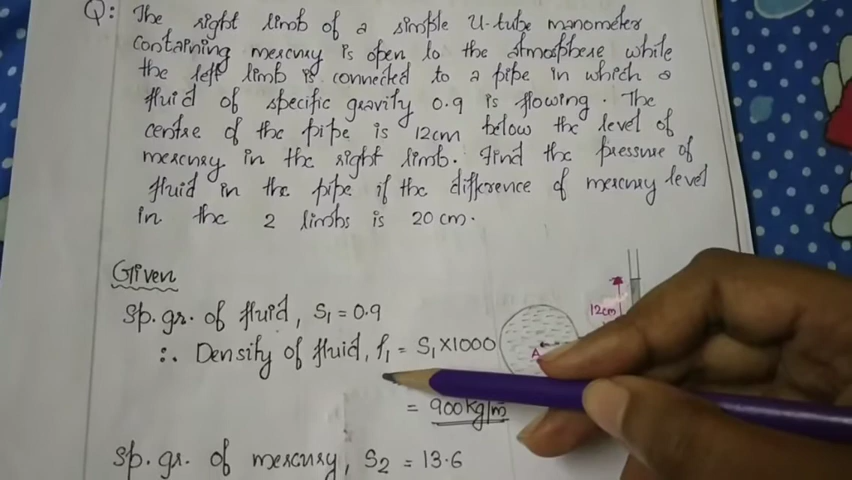 Q: The right limb of a simple U-tube manometer
containing mercury is open to the atmosphere while
the left limb is connected to a pipe in which a
fluid of specific gravity 0.9 is flowing. The
centre of the pipe is 12cm below the level of
mercury in the right limb. Find the pressure of
fluid in the pipe if the difference of mercury level
in the 2 limbs is 20 cm.
Given
Sp. gr. of fluid, S1 = 0.9
∴ Density of fluid, ρ1 = S1 X 1000
= 900kg/m
Sp. gr. of mercury, S2 = 13.6
12cm
A